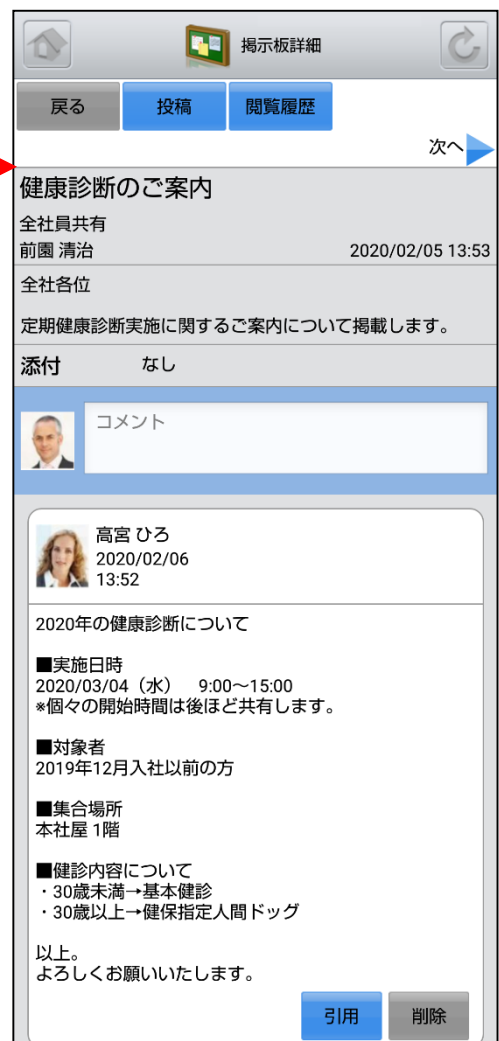 掲示板詳細
戻る 投稿 閲覧履歴
次へ
健康診断のご案内
全社員共有
前園 清治 2020/02/05 13:53
全社各位
定期健康診断実施に関するご案内について掲載します。
添付 なし
コメント
高宮 ひろ
2020/02/06
13:52
2020年の健康診断について
■実施日時
2020/03/04（水） 9:00～15:00
*個々の開始時間は後ほど共有します。
■対象者
2019年12月入社以前の方
■集合場所
本社屋 1階
■健診内容について
・30歳未満→基本健診
・30歳以上→健保指定人間ドッグ
以上。
よろしくお願いいたします。
引用 削除